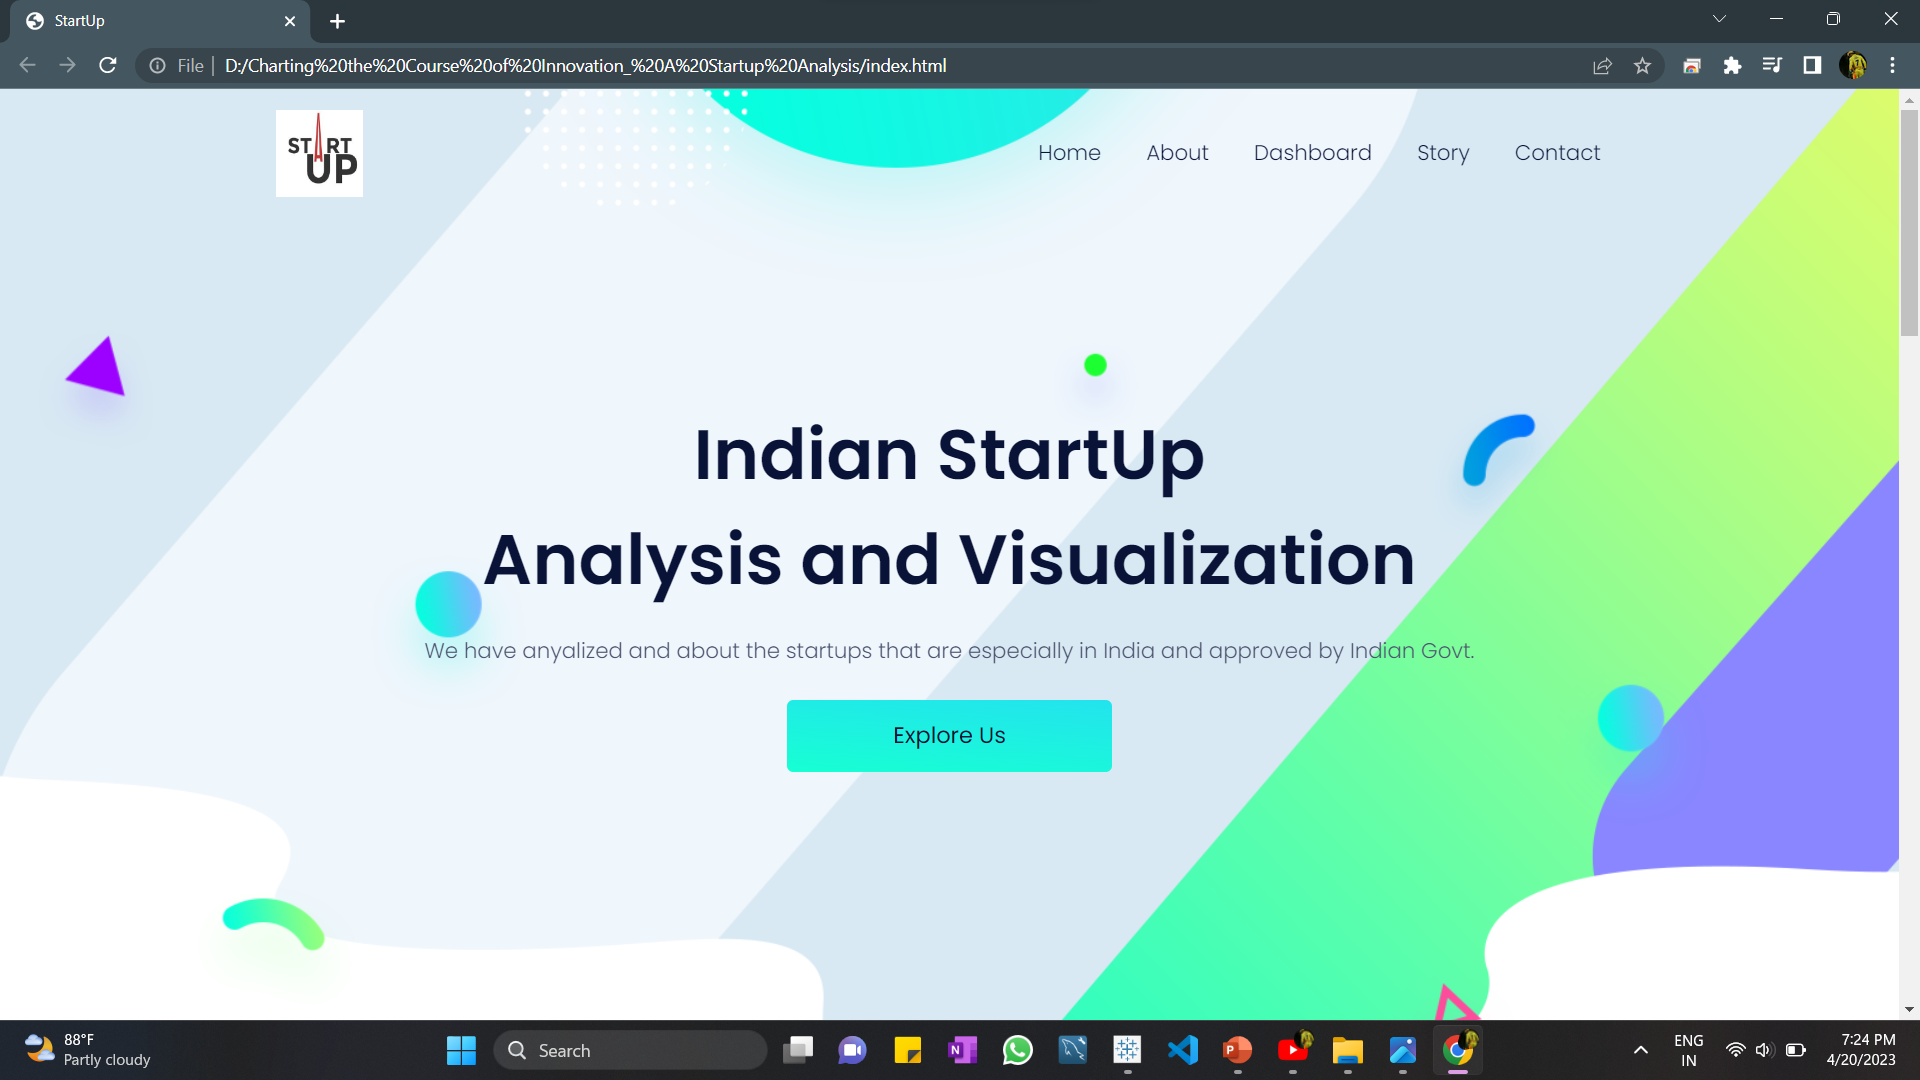 StartUp
File
D:/Charting%20the%20Course%20of%20Innovation_%20A%20Startup%20Analysis/index.html
START
UP
Home About Dashboard Story Contact
Indian StartUp
Analysis and Visualization
We have anyalized and about the startups that are especially in India and approved by Indian Govt.
Explore Us
88°F
Partly cloudy
Search
ENG
IN
7:24 PM
4/20/2023